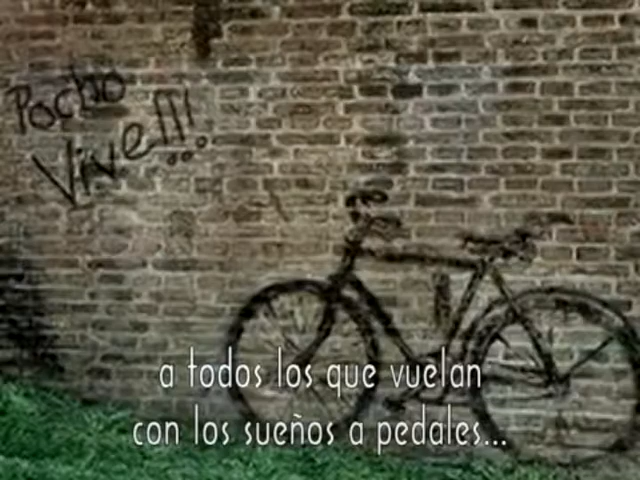 Pocho
Vive!!!
a todos los que vuelan
con los sueños a pedales...